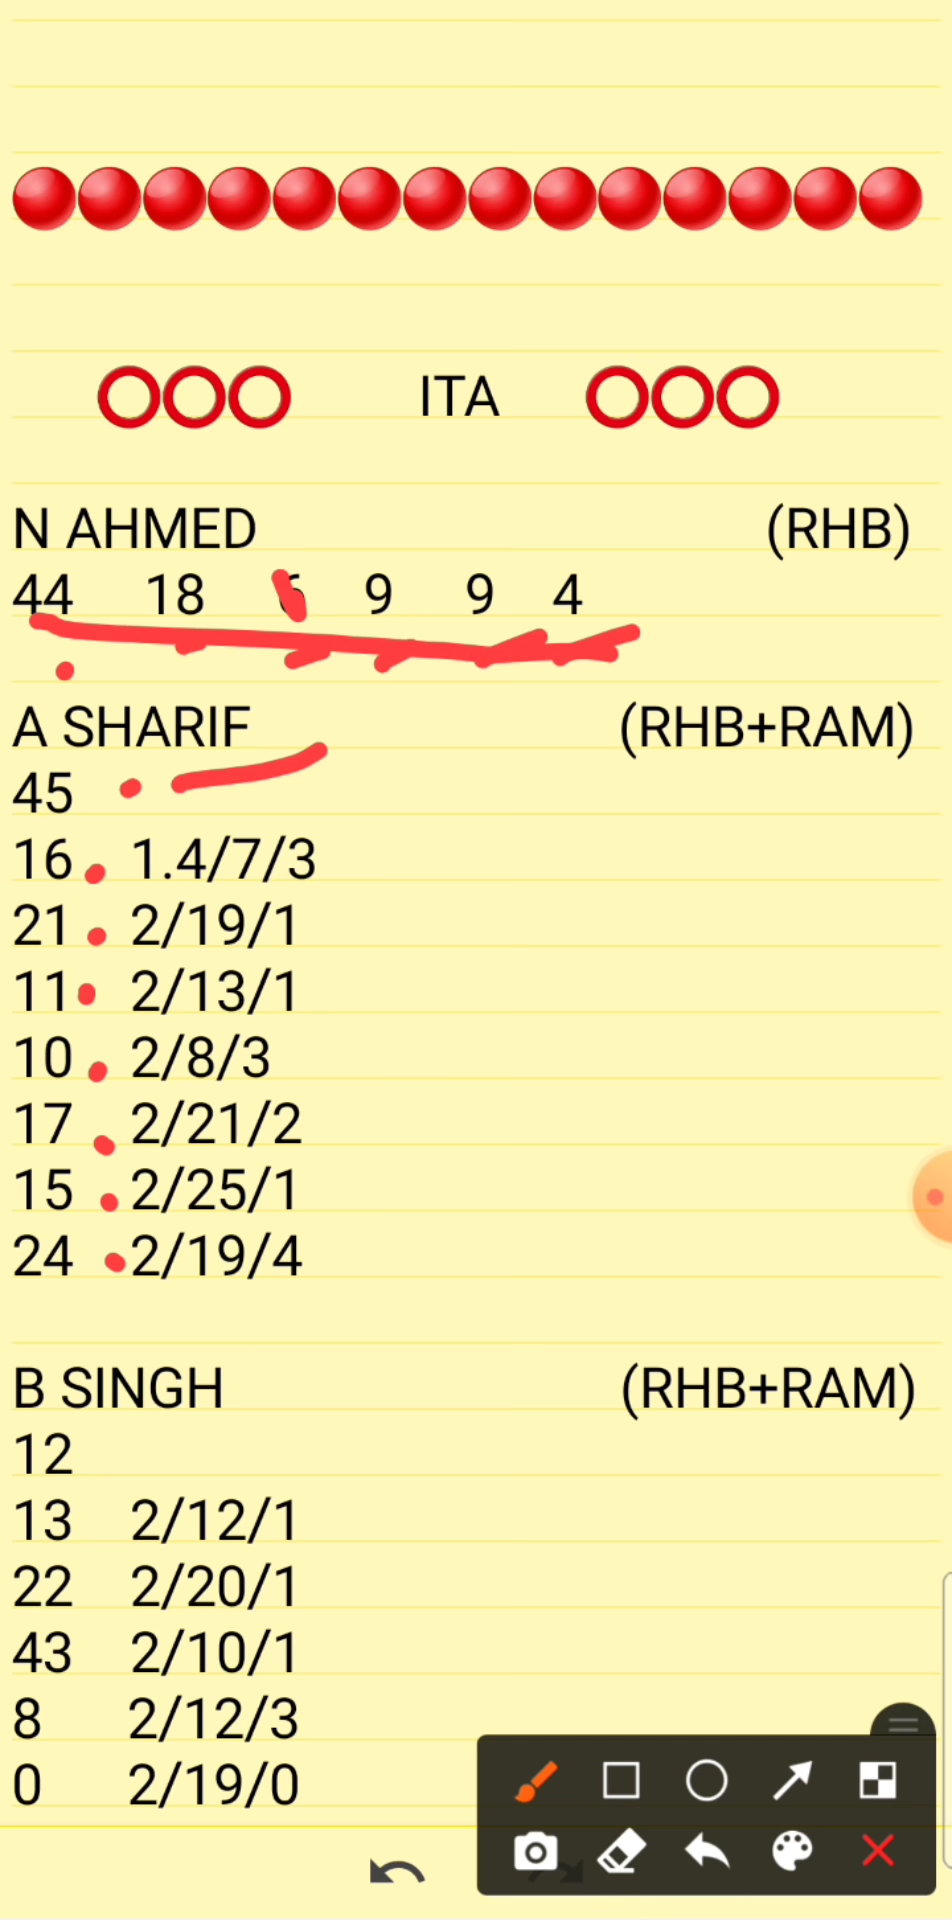 ITA
N AHMED (RHB)
44 18 6 9 9 4
A SHARIF (RHB+RAM)
45
16 1.4/7/3
21 2/19/1
11 2/13/1
10 2/8/3
17 2/21/2
15 2/25/1
24 2/19/4
B SINGH (RHB+RAM)
12
13 2/12/1
22 2/20/1
43 2/10/1
8 2/12/3
0 2/19/0